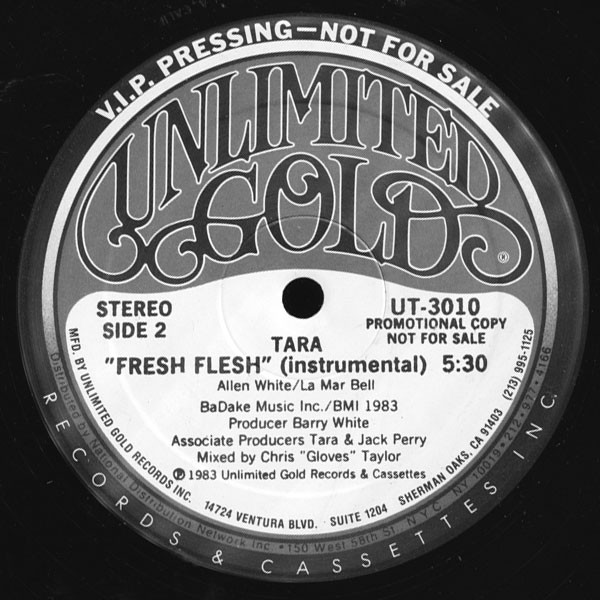 V.I.P. PRESSING—NOT FOR SALE
UNLIMITED
GOLD
®
STEREO
SIDE 2
UT-3010
PROMOTIONAL COPY
NOT FOR SALE
TARA
"FRESH FLESH" (instrumental) 5:30
Allen White/La Mar Bell
BaDake Music Inc./BMI 1983
Producer Barry White
Associate Producers Tara & Jack Perry
Mixed by Chris "Gloves" Taylor
℗ 1983 Unlimited Gold Records & Cassettes
MFD. BY UNLIMITED GOLD RECORDS INC. 14724 VENTURA BLVD. · SUITE 1204 SHERMAN OAKS, CA 91403 (213) 995-1125
Distributed by National Distribution Network Inc. • 150 West 58th St. NYC, NY 10019 • 212 • 977 • 4166
RECORDS & CASSETTES INC.